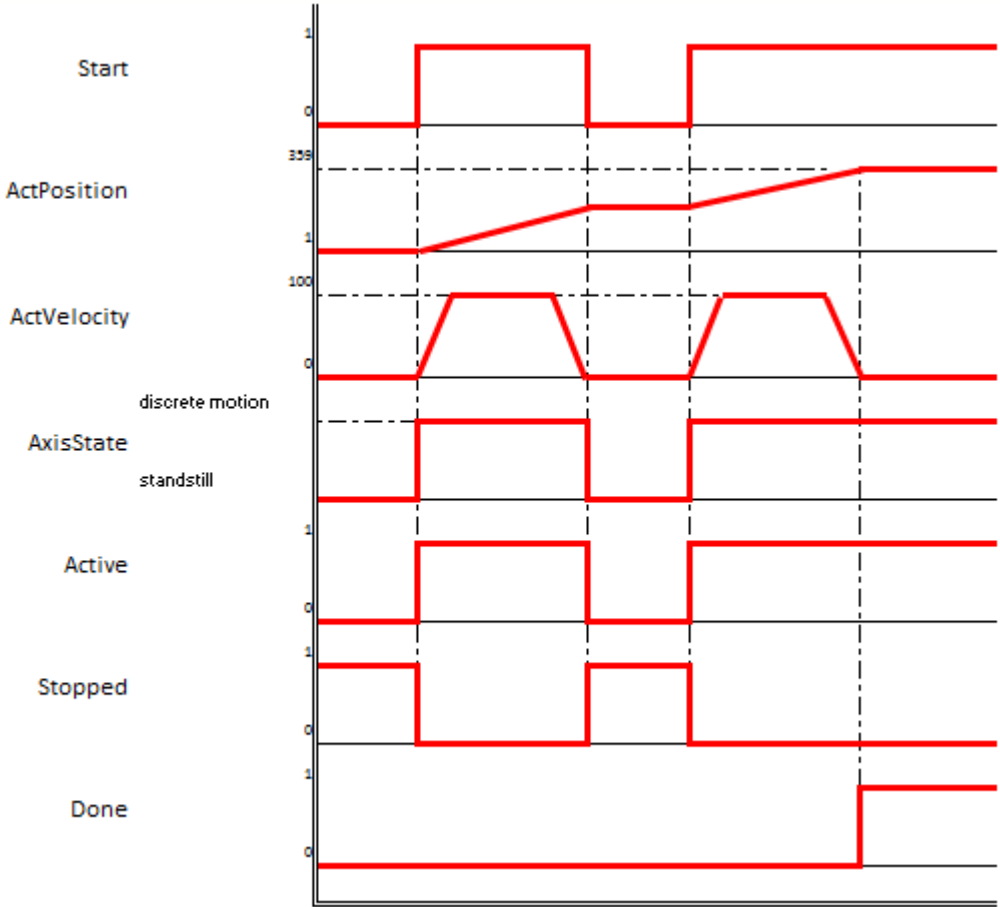 1
Start
0
359
ActPosition
1
100
ActVelocity
0
discrete motion
AxisState
standstill
1
Active
0
1
Stopped
0
1
Done
0